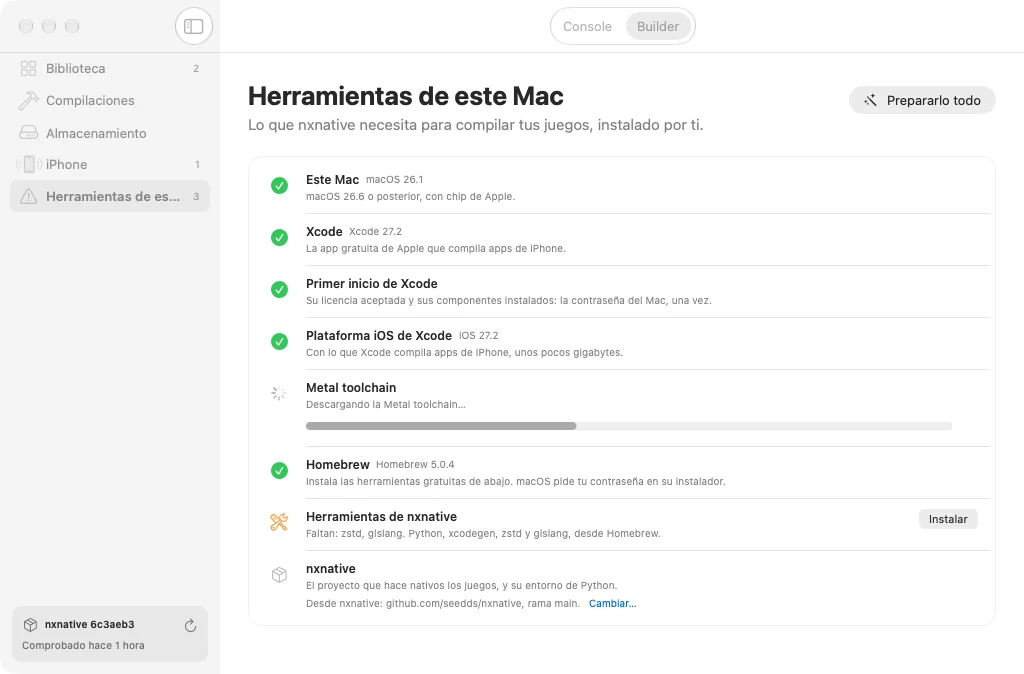 Console
Builder
Biblioteca 2
Compilaciones
Almacenamiento
iPhone 1
Herramientas de es... 3
nxnative 6c3aeb3
Comprobado hace 1 hora
Herramientas de este Mac
Lo que nxnative necesita para compilar tus juegos, instalado por ti.
Prepararlo todo
Este Mac macOS 26.1
macOS 26.6 o posterior, con chip de Apple.
Xcode Xcode 27.2
La app gratuita de Apple que compila apps de iPhone.
Primer inicio de Xcode
Su licencia aceptada y sus componentes instalados: la contraseña del Mac, una vez.
Plataforma iOS de Xcode iOS 27.2
Con lo que Xcode compila apps de iPhone, unos pocos gigabytes.
Metal toolchain
Descargando la Metal toolchain...
Homebrew Homebrew 5.0.4
Instala las herramientas gratuitas de abajo. macOS pide tu contraseña en su instalador.
Herramientas de nxnative
Faltan: zstd, glslang. Python, xcodegen, zstd y glslang, desde Homebrew.
Instalar
nxnative
El proyecto que hace nativos los juegos, y su entorno de Python.
Desde nxnative: github.com/seedds/nxnative, rama main. Cambiar...